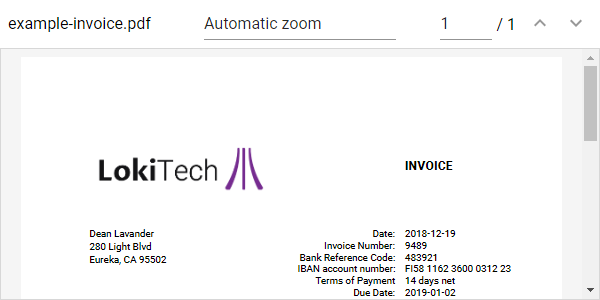 example-invoice.pdf Automatic zoom 1 / 1
LokiTech INVOICE
Dean Lavander
280 Light Blvd
Eureka, CA 95502
Date: 2018-12-19
Invoice Number: 9489
Bank Reference Code: 483921
IBAN account number: FI58 1162 3600 0312 23
Terms of Payment 14 days net
Due Date: 2019-01-02